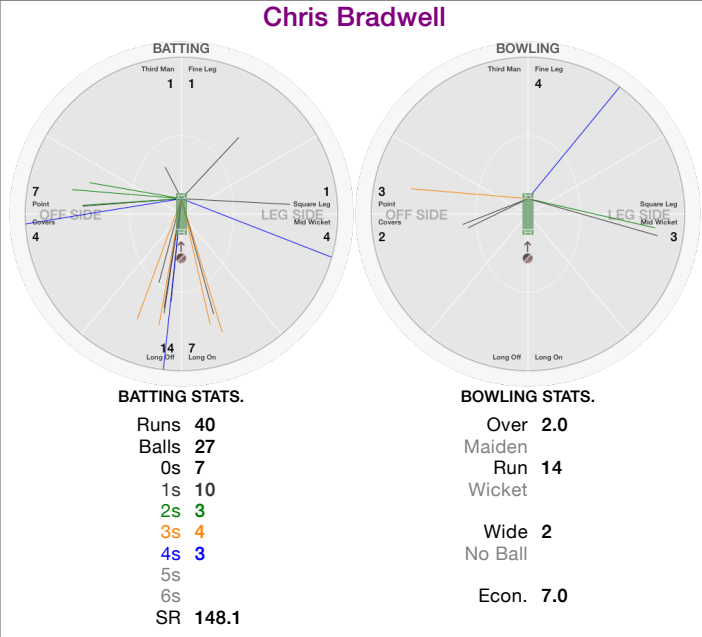 Chris Bradwell
BATTING
Third Man Fine Leg
1 1
7 1
Point Square Leg
OFF SIDE LEG SIDE
Covers Mid Wicket
4 4
14 7
Long Off Long On
BATTING STATS.
Runs 40
Balls 27
0s 7
1s 10
2s 3
3s 4
4s 3
5s
6s
SR 148.1
BOWLING
Third Man Fine Leg
4
3
Point Square Leg
OFF SIDE LEG SIDE
Covers Mid Wicket
2 3
Long Off Long On
BOWLING STATS.
Over 2.0
Maiden
Run 14
Wicket
Wide 2
No Ball
Econ. 7.0